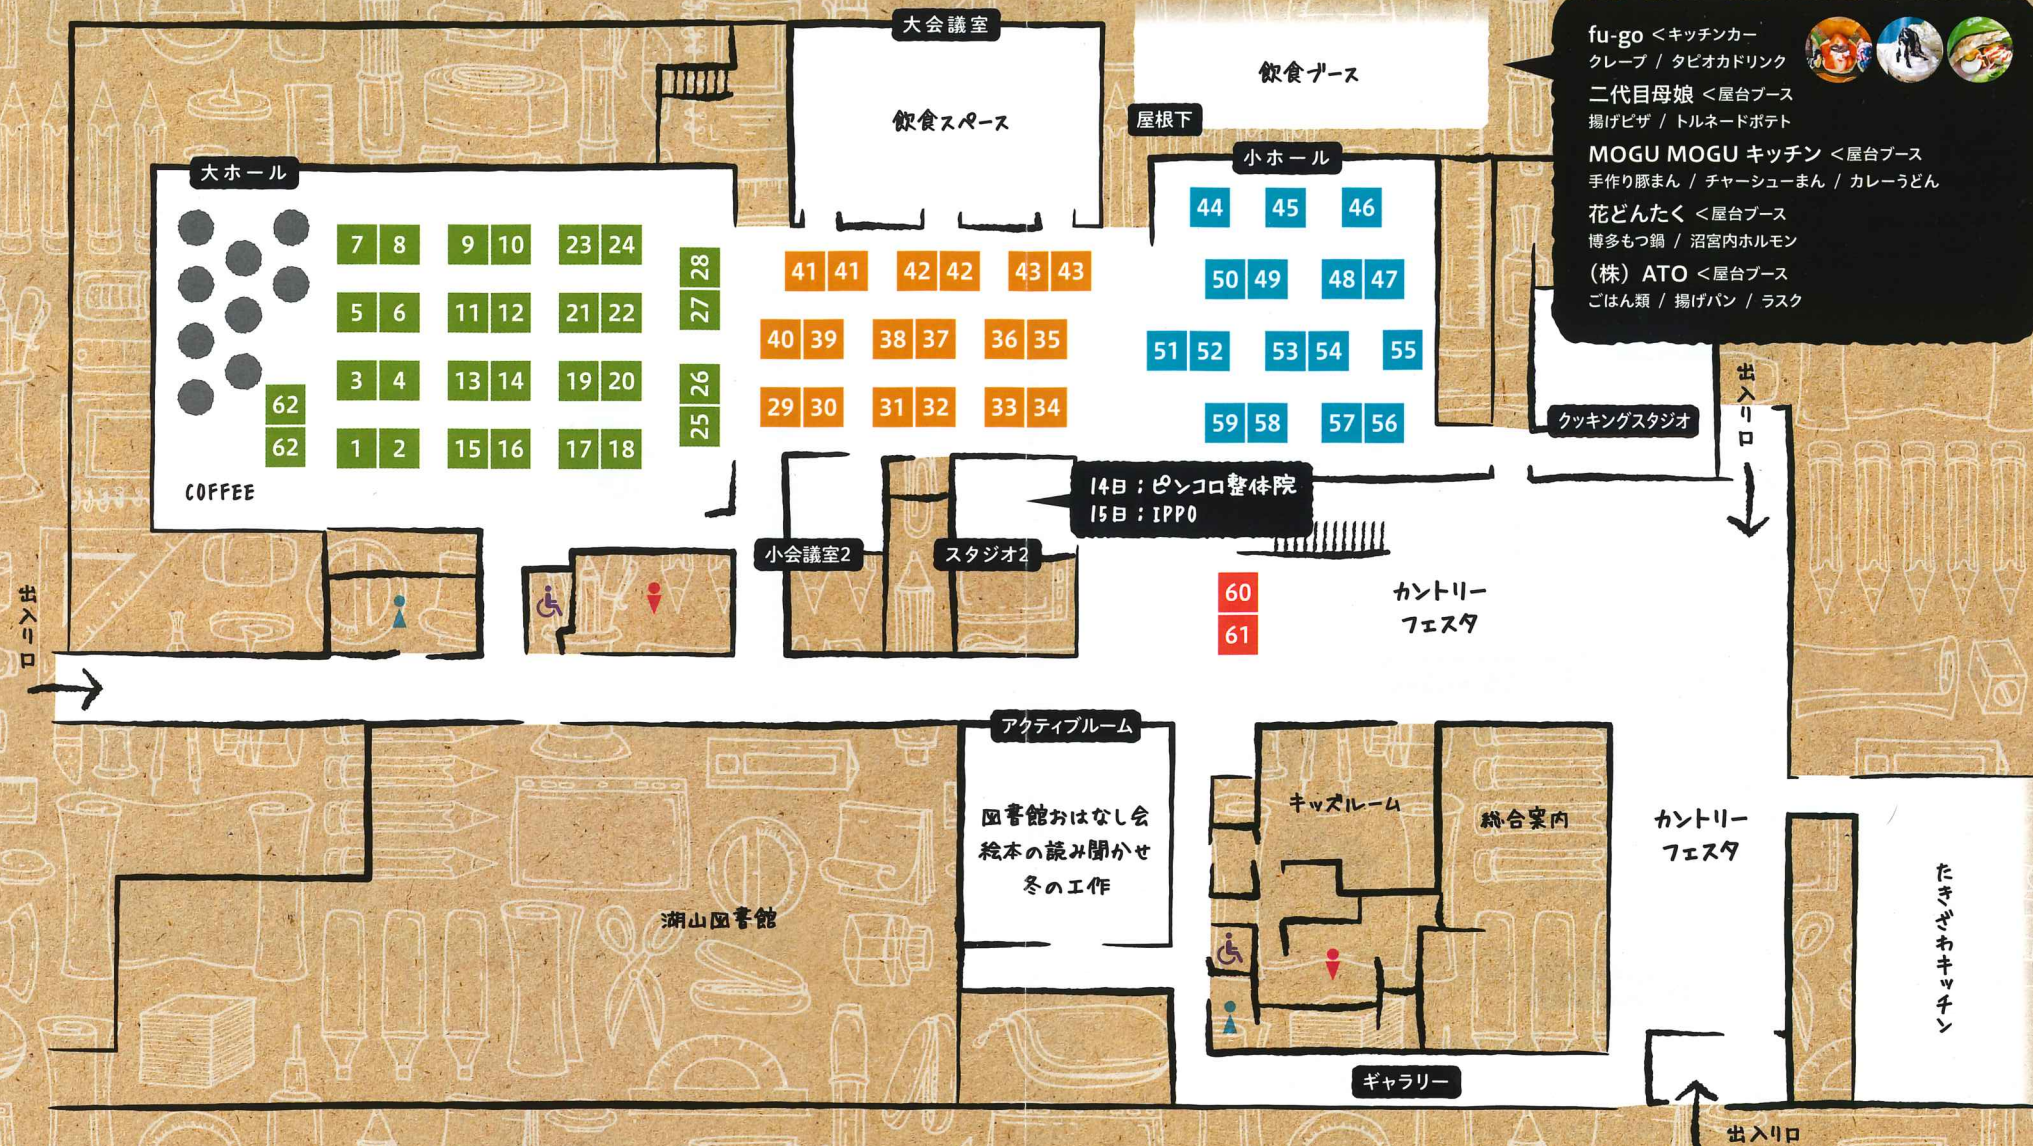 大会議室
飲食スペース
飲食ブース
屋根下
fu-go ＜キッチンカー
クレープ / タピオカドリンク
二代目母娘 ＜屋台ブース
揚げピザ / トルネードポテト
MOGU MOGU キッチン ＜屋台ブース
手作り豚まん / チャーシューまん / カレーうどん
花どんたく ＜屋台ブース
博多もつ鍋 / 沼宮内ホルモン
（株）ATO ＜屋台ブース
ごはん類 / 揚げパン / ラスク
大ホール
7 8 9 10 23 24
28
27
5 6 11 12 21 22
3 4 13 14 19 20
26
25
62
62
1 2 15 16 17 18
COFFEE
41 41 42 42 43 43
40 39 38 37 36 35
29 30 31 32 33 34
小ホール
44 45 46
50 49 48 47
51 52 53 54 55
59 58 57 56
クッキングスタジオ
出入り口
14日：ピンコロ整体院
15日：IPPO
小会議室2
スタジオ2
60
61
カントリー
フェスタ
出入り口
アクティブルーム
図書館おはなし会
絵本の読み聞かせ
冬の工作
湖山図書館
キッズルーム
総合案内
カントリー
フェスタ
たきざわキッチン
ギャラリー
出入り口